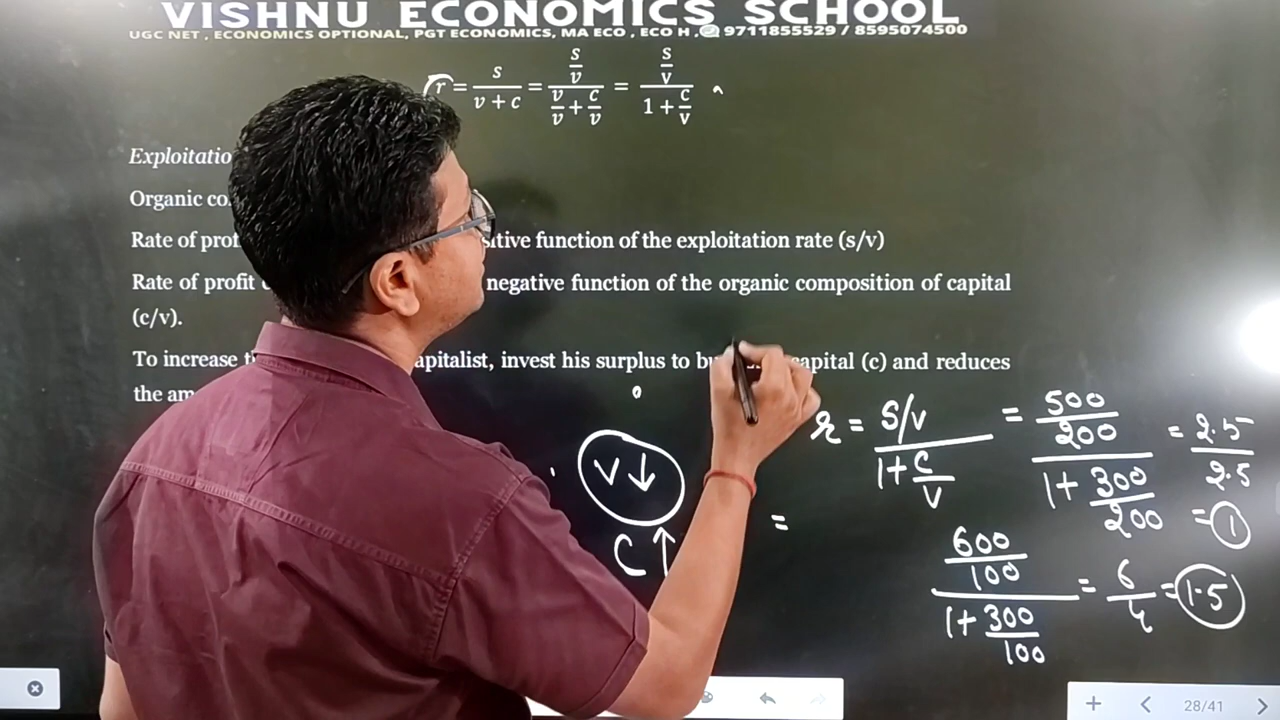 VISHNU ECONOMICS SCHOOL
UGC NET , ECONOMICS OPTIONAL, PGT ECONOMICS, MA ECO , ECO H , 9711855529 / 8595074500
r = s / (v + c) = (s/v) / (v/v + c/v) = (s/v) / (1 + c/v)
Exploitatio
Organic co
Rate of prof sitive function of the exploitation rate (s/v)
Rate of profit negative function of the organic composition of capital
(c/v).
To increase t apitalist, invest his surplus to bu capital (c) and reduces
the am
r = (S/v) / (1 + C/v) = (500/200) / (1 + 300/200) = 2.5/2.5
= 1
V↓
C↑
= (600/100) / (1 + 300/100) = 6/4 = 1.5
28/41